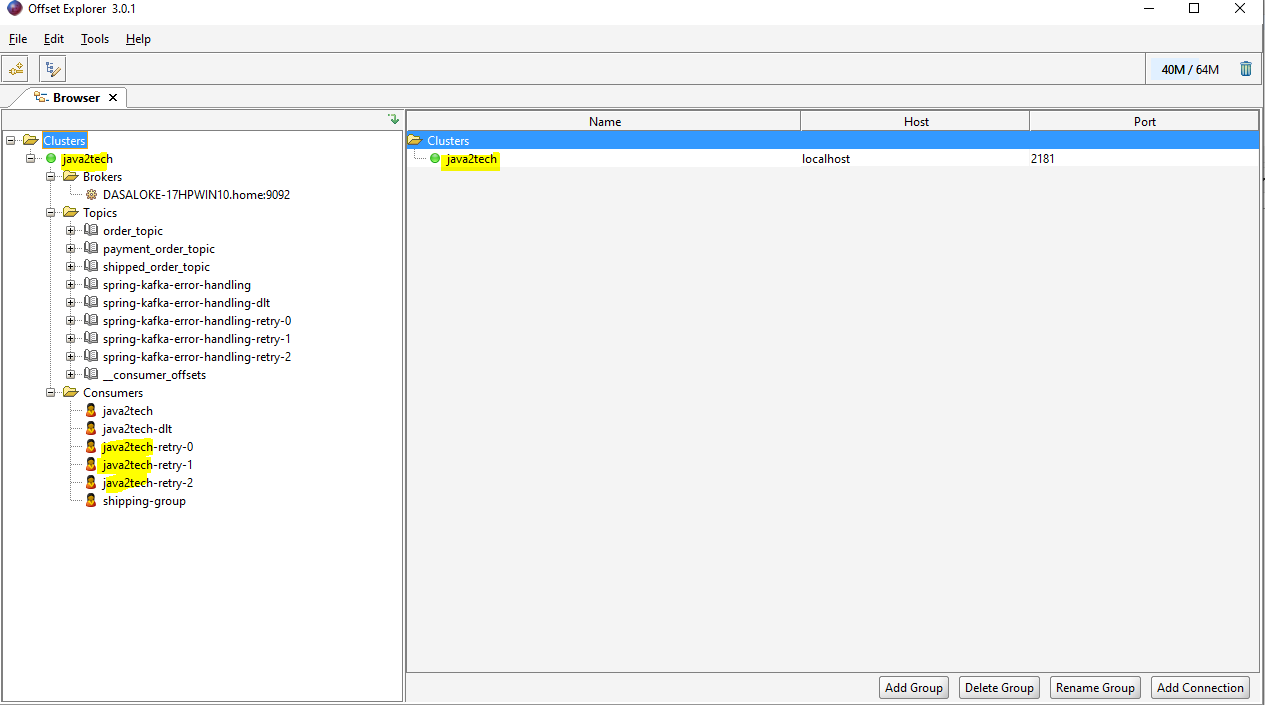 Offset Explorer 3.0.1
File Edit Tools Help
40M / 64M
Browser
Clusters
java2tech
Brokers
DASALOKE-17HPWIN10.home:9092
Topics
order_topic
payment_order_topic
shipped_order_topic
spring-kafka-error-handling
spring-kafka-error-handling-dlt
spring-kafka-error-handling-retry-0
spring-kafka-error-handling-retry-1
spring-kafka-error-handling-retry-2
__consumer_offsets
Consumers
java2tech
java2tech-dlt
java2tech-retry-0
java2tech-retry-1
java2tech-retry-2
shipping-group
Name Host Port
Clusters
java2tech localhost 2181
Add Group Delete Group Rename Group Add Connection